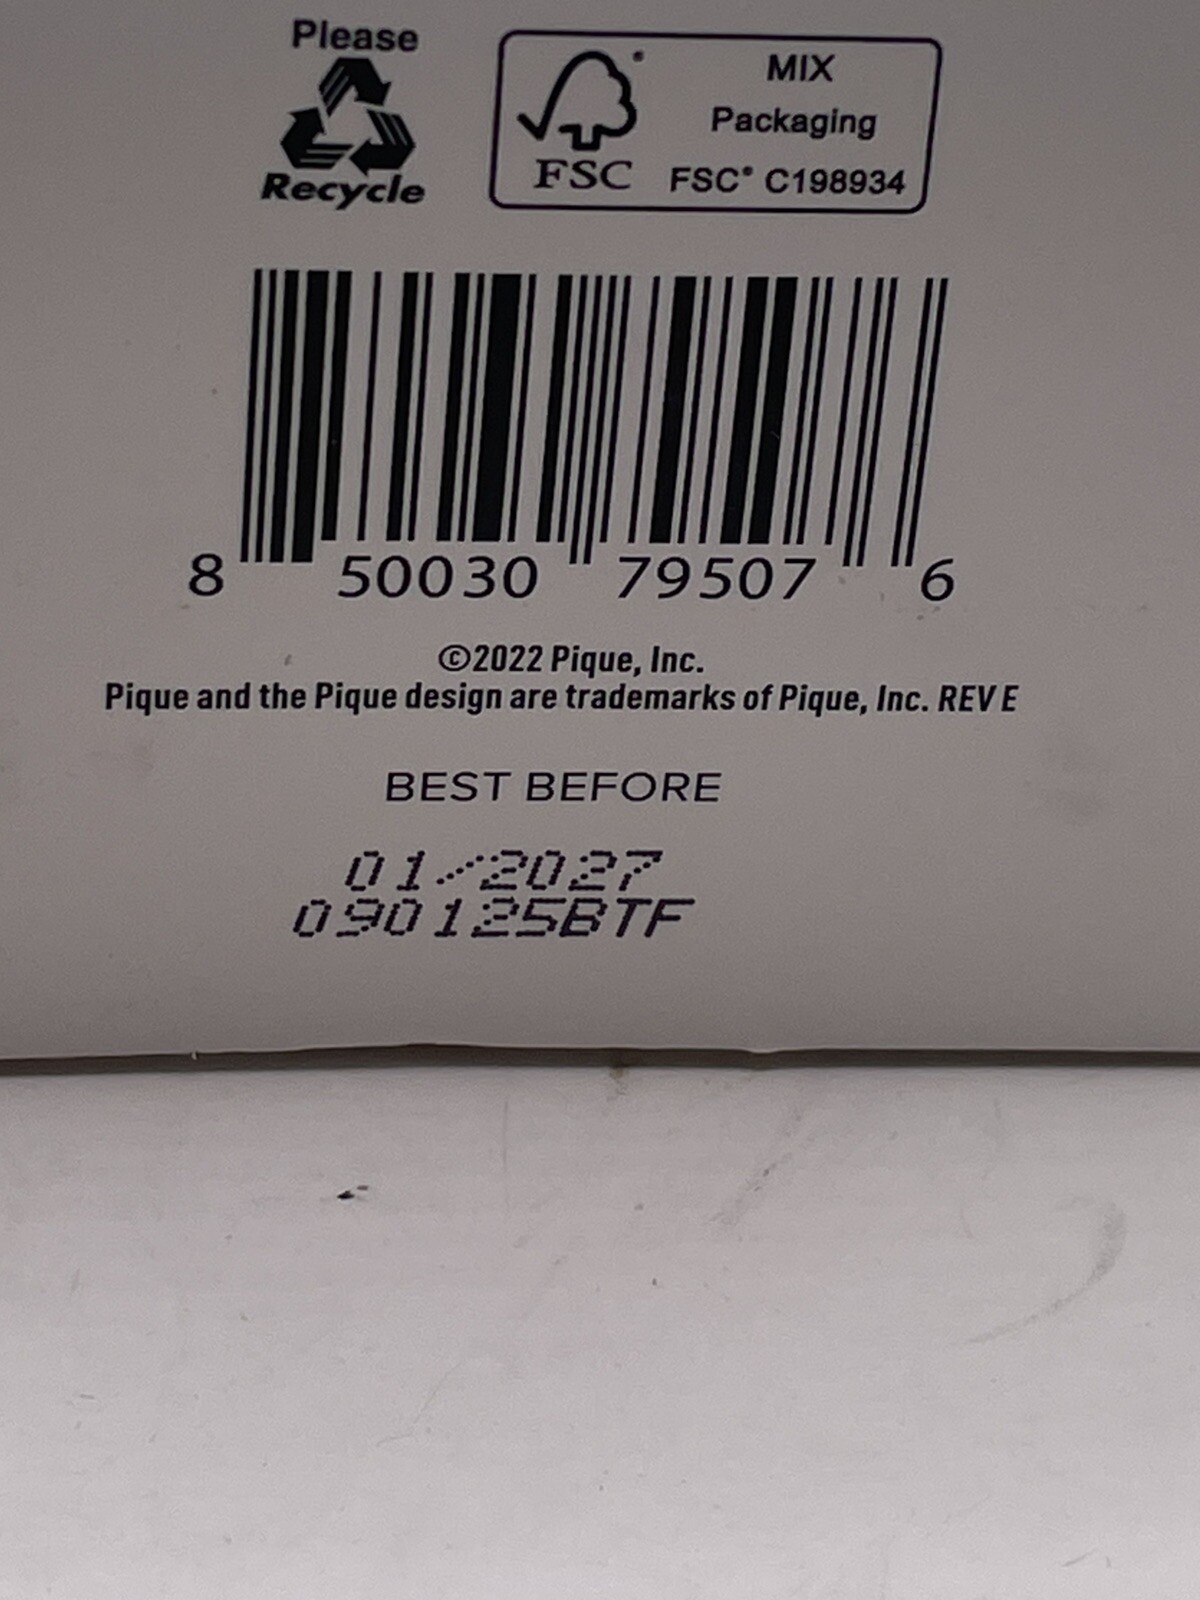 Please
Recycle
FSC
MIX
Packaging
FSC® C198934
8 50030 79507 6
©2022 Pique, Inc.
Pique and the Pique design are trademarks of Pique, Inc. REV E
BEST BEFORE
01/2027
090125BTF